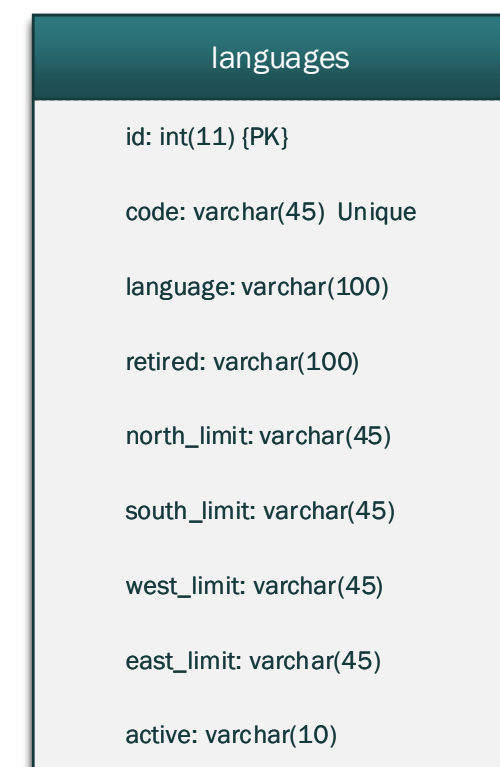 languages
id: int(11) {PK}
code: varchar(45) Unique
language: varchar(100)
retired: varchar(100)
north_limit: varchar(45)
south_limit: varchar(45)
west_limit: varchar(45)
east_limit: varchar(45)
active: varchar(10)